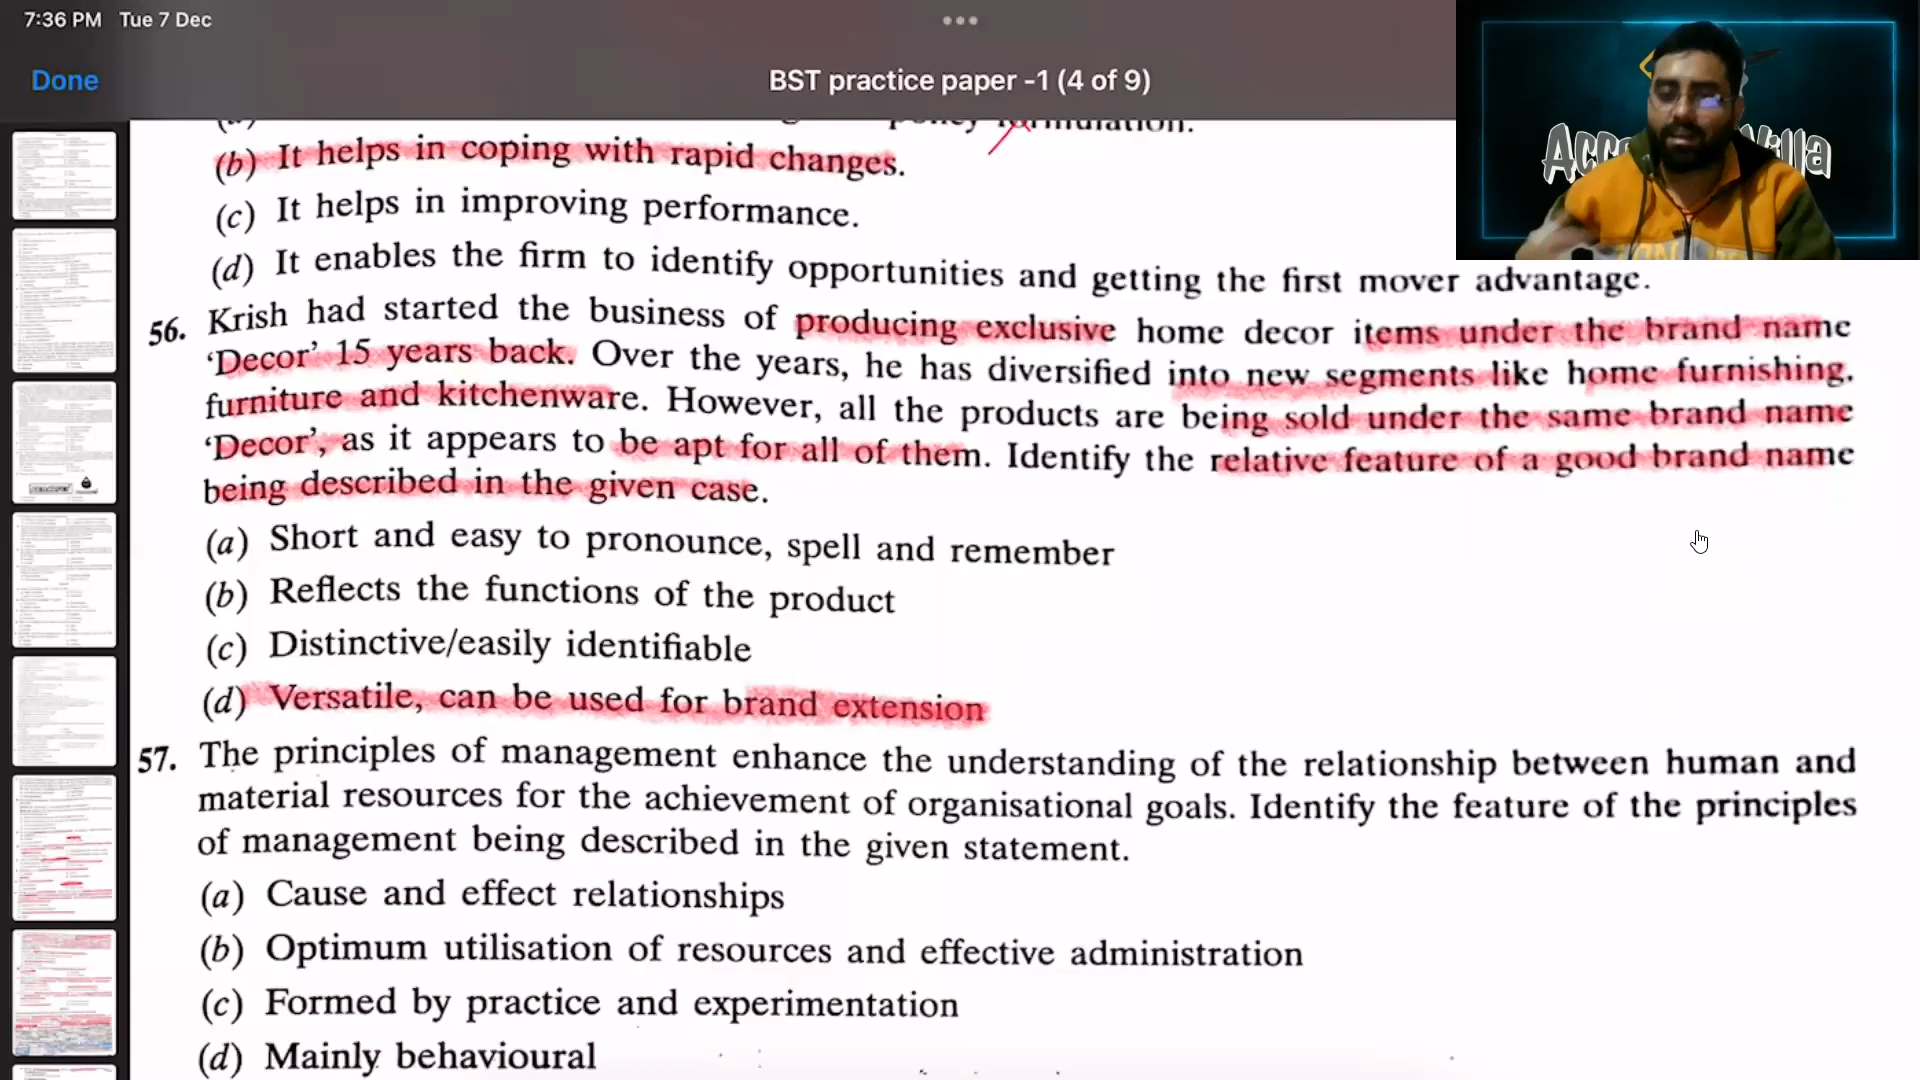 7:36 PM Tue 7 Dec
Done
BST practice paper -1 (4 of 9)
(b) It helps in coping with rapid changes.
(c) It helps in improving performance.
(d) It enables the firm to identify opportunities and getting the first mover advantage.
56. Krish had started the business of producing exclusive home decor items under the brand name
‘Decor’ 15 years back. Over the years, he has diversified into new segments like home furnishing,
furniture and kitchenware. However, all the products are being sold under the same brand name
‘Decor’, as it appears to be apt for all of them. Identify the relative feature of a good brand name
being described in the given case.
(a) Short and easy to pronounce, spell and remember
(b) Reflects the functions of the product
(c) Distinctive/easily identifiable
(d) Versatile, can be used for brand extension
57. The principles of management enhance the understanding of the relationship between human and
material resources for the achievement of organisational goals. Identify the feature of the principles
of management being described in the given statement.
(a) Cause and effect relationships
(b) Optimum utilisation of resources and effective administration
(c) Formed by practice and experimentation
(d) Mainly behavioural